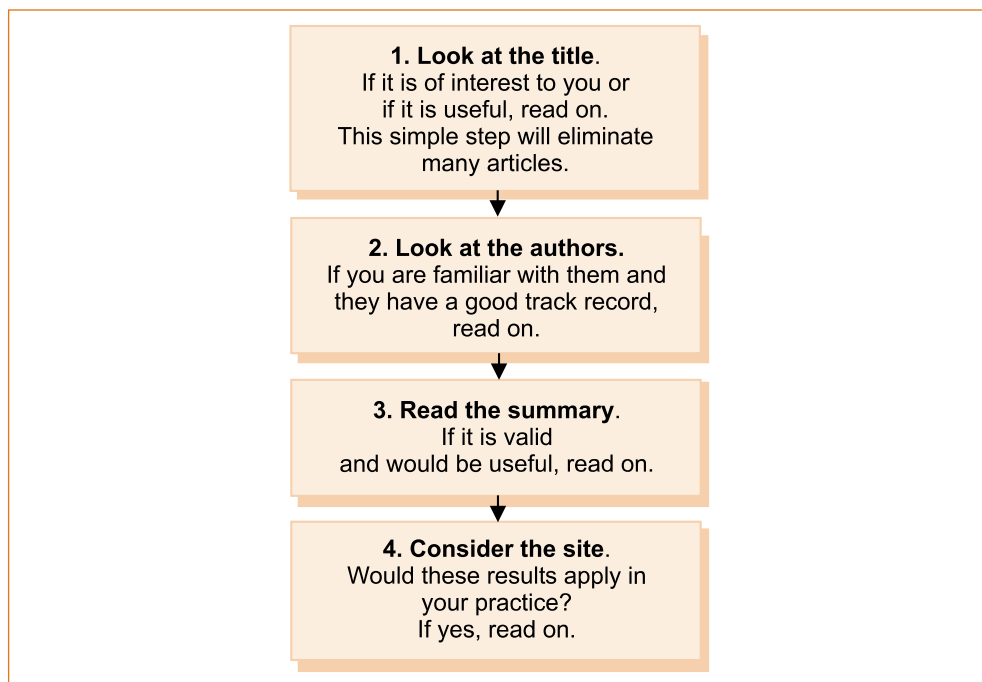 1. Look at the title.
If it is of interest to you or
if it is useful, read on.
This simple step will eliminate
many articles.
2. Look at the authors.
If you are familiar with them and
they have a good track record,
read on.
3. Read the summary.
If it is valid
and would be useful, read on.
4. Consider the site.
Would these results apply in
your practice?
If yes, read on.